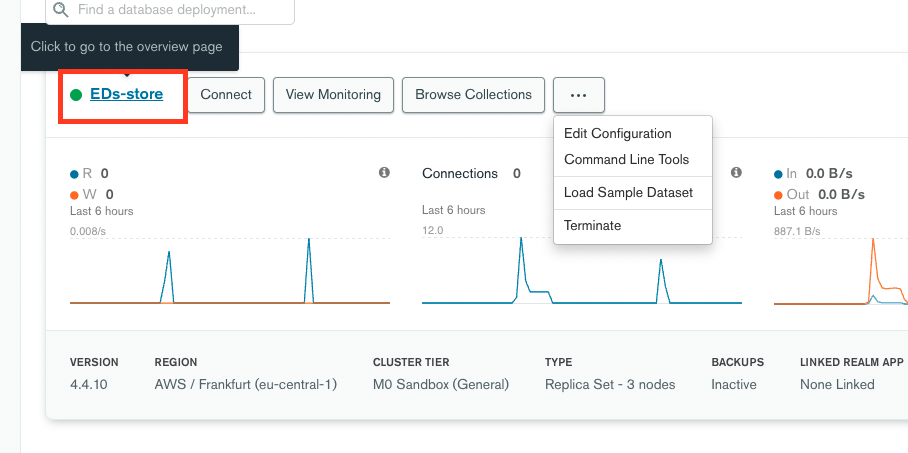 Find a database deployment...
Click to go to the overview page
EDs-store
Connect
View Monitoring
Browse Collections
...
Edit Configuration
Command Line Tools
Load Sample Dataset
Terminate
R 0
W 0
Last 6 hours
0.008/s
Connections 0
Last 6 hours
12.0
In 0.0 B/s
Out 0.0 B/s
Last 6 hours
887.1 B/s
VERSION
4.4.10
REGION
AWS / Frankfurt (eu-central-1)
CLUSTER TIER
M0 Sandbox (General)
TYPE
Replica Set - 3 nodes
BACKUPS
Inactive
LINKED REALM APP
None Linked